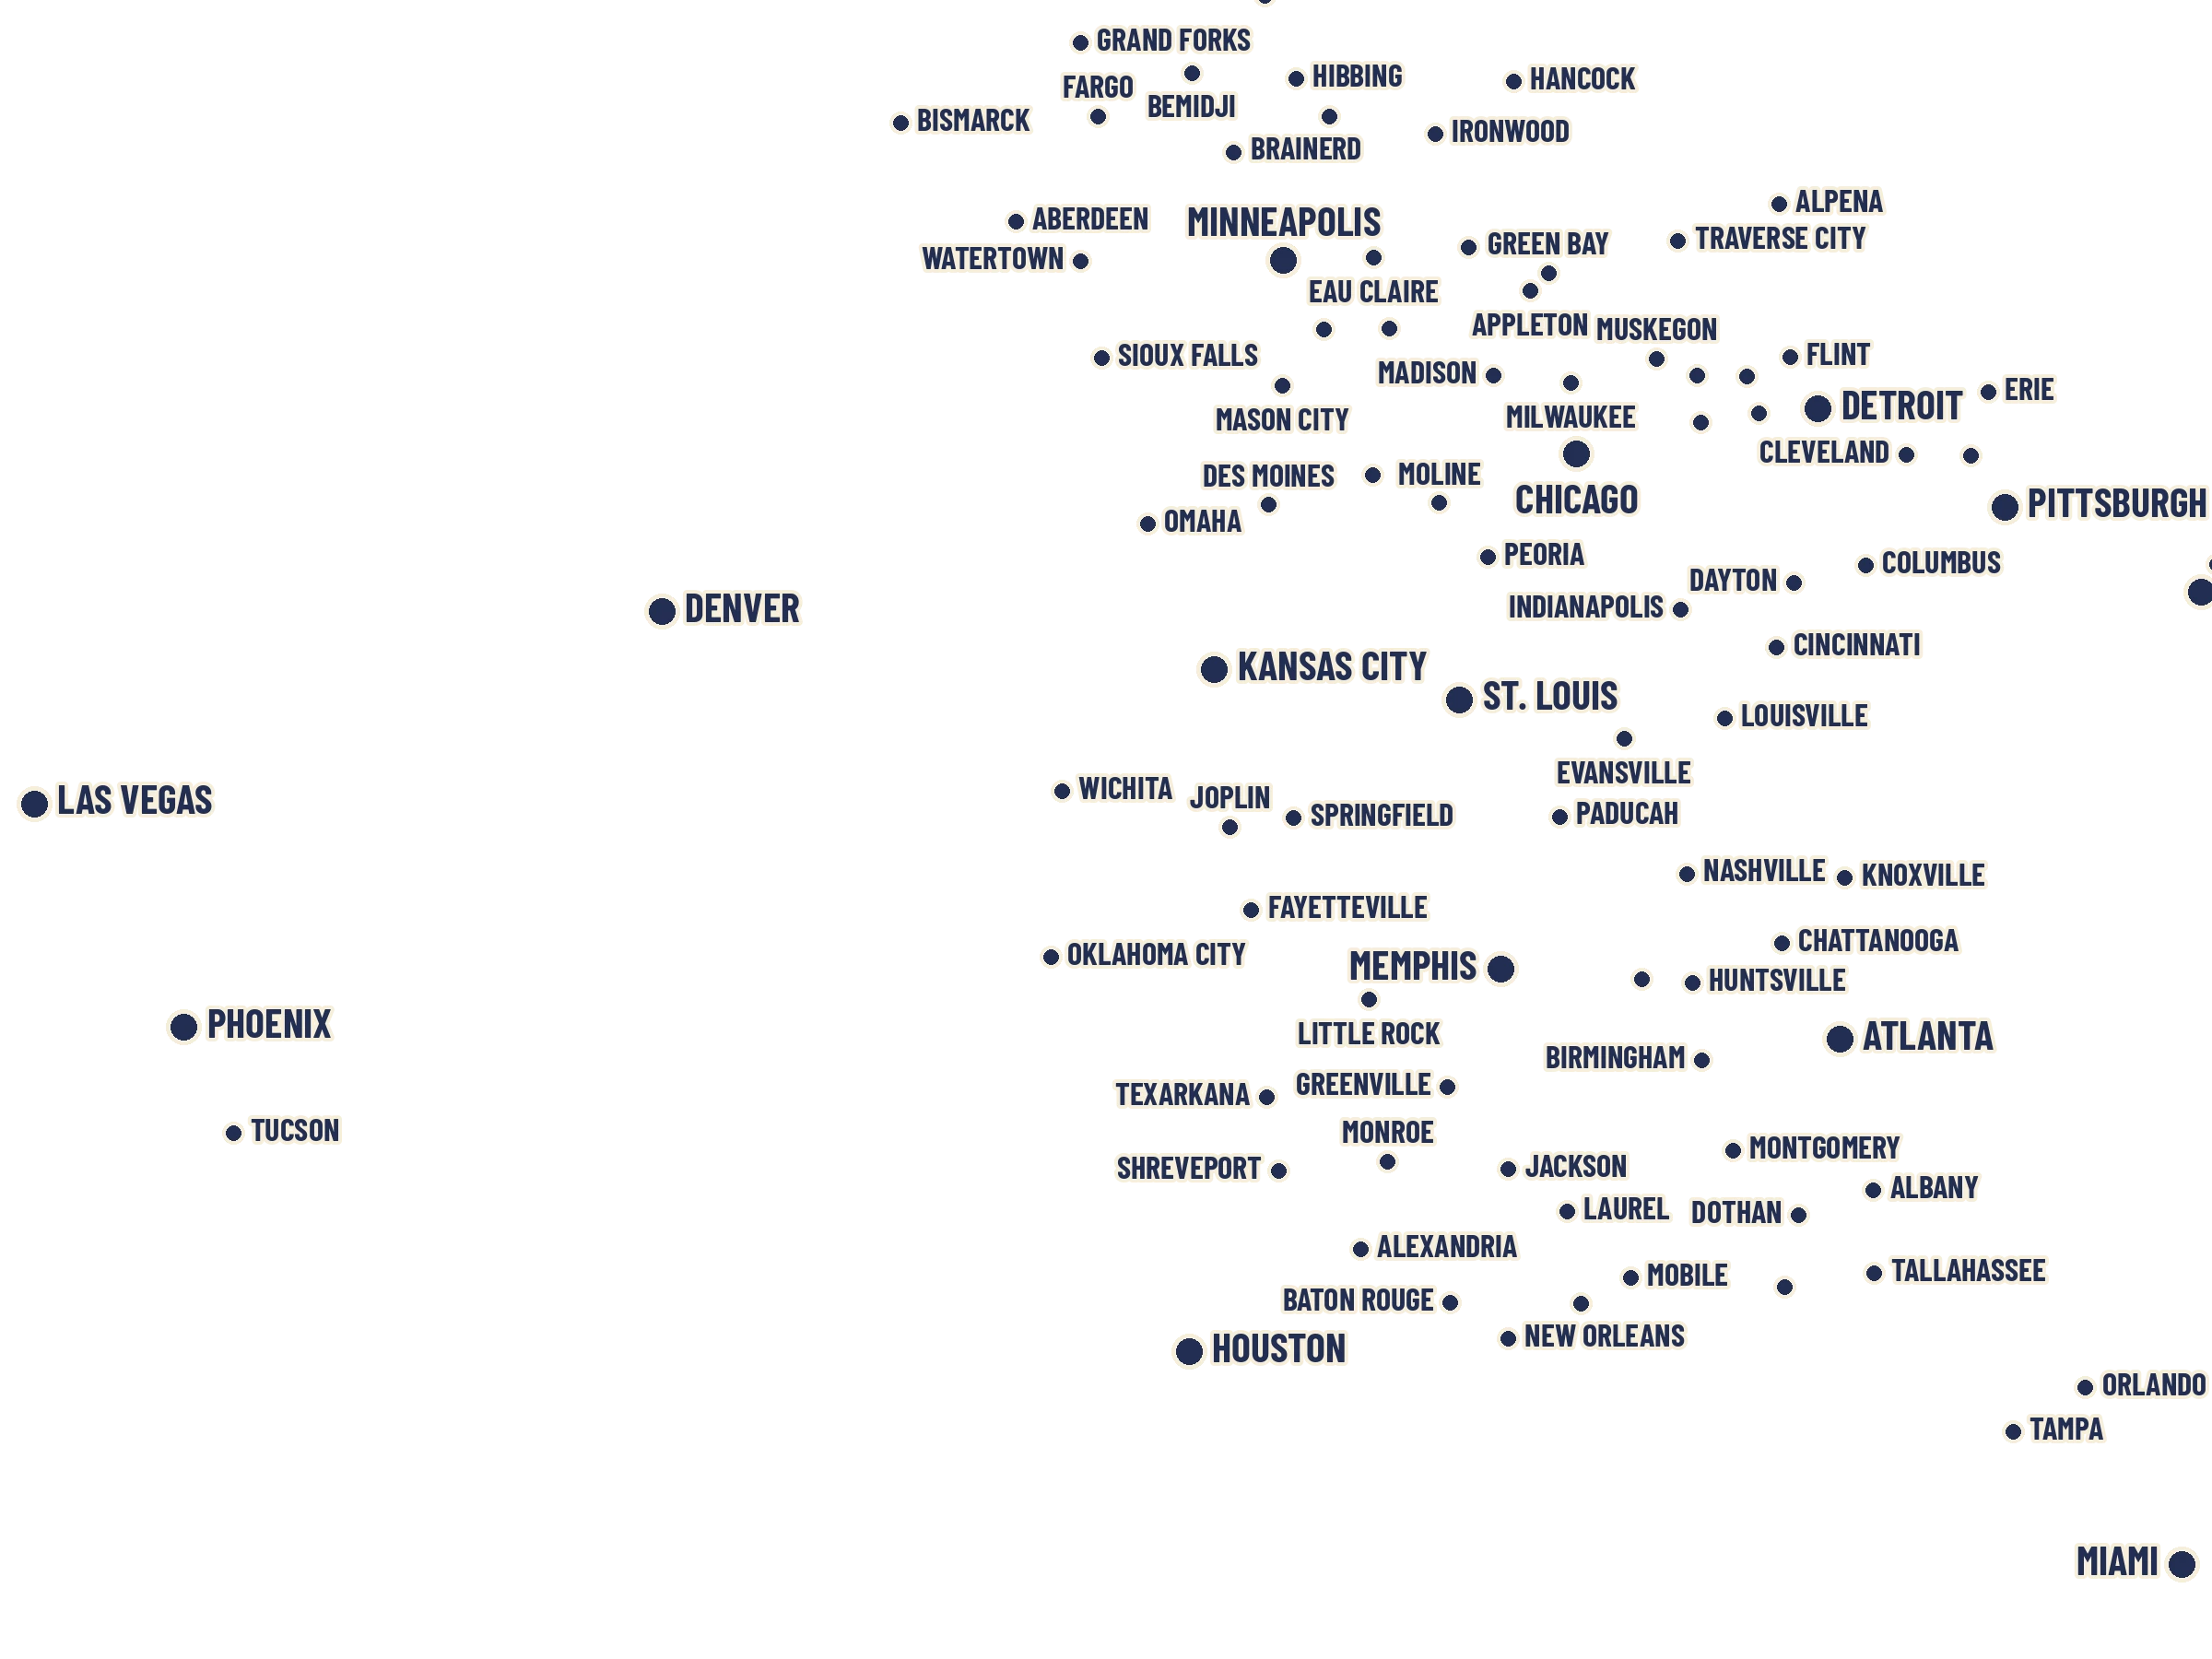 GRAND FORKS
HIBBING
HANCOCK
FARGO
BEMIDJI
BISMARCK
IRONWOOD
BRAINERD
ALPENA
ABERDEEN
MINNEAPOLIS
TRAVERSE CITY
GREEN BAY
WATERTOWN
EAU CLAIRE
APPLETON
MUSKEGON
SIOUX FALLS
FLINT
MADISON
ERIE
DETROIT
MASON CITY
MILWAUKEE
CLEVELAND
DES MOINES
MOLINE
CHICAGO
PITTSBURGH
OMAHA
PEORIA
COLUMBUS
DAYTON
DENVER
INDIANAPOLIS
CINCINNATI
KANSAS CITY
ST. LOUIS
LOUISVILLE
EVANSVILLE
LAS VEGAS
WICHITA
JOPLIN
SPRINGFIELD
PADUCAH
NASHVILLE
KNOXVILLE
FAYETTEVILLE
CHATTANOOGA
OKLAHOMA CITY
MEMPHIS
HUNTSVILLE
PHOENIX
LITTLE ROCK
ATLANTA
BIRMINGHAM
GREENVILLE
TEXARKANA
TUCSON
MONROE
MONTGOMERY
SHREVEPORT
JACKSON
ALBANY
LAUREL
DOTHAN
ALEXANDRIA
TALLAHASSEE
MOBILE
BATON ROUGE
NEW ORLEANS
HOUSTON
ORLANDO
TAMPA
MIAMI